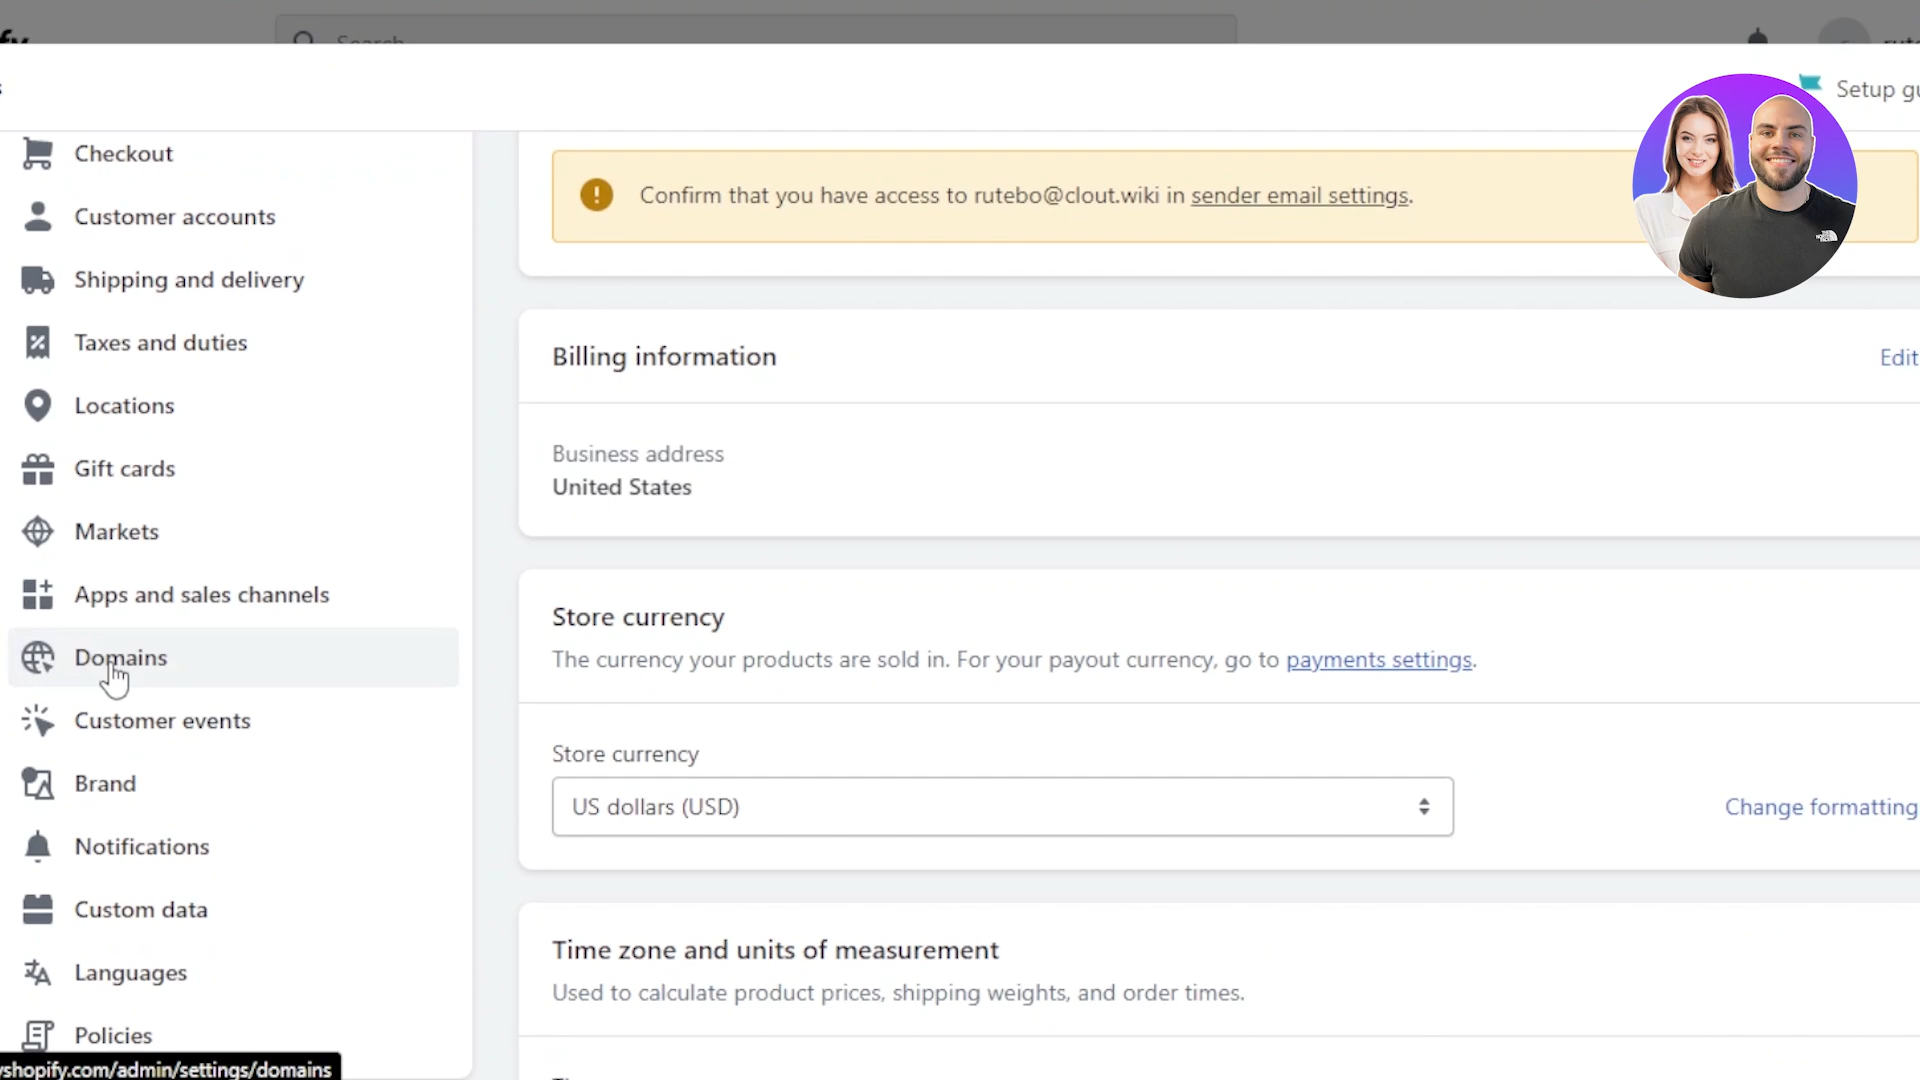 Search
Setup
Checkout
Customer accounts
Shipping and delivery
Taxes and duties
Locations
Gift cards
Markets
Apps and sales channels
Domains
Customer events
Brand
Notifications
Custom data
Languages
Policies
shopify.com/admin/settings/domains
Confirm that you have access to rutebo@clout.wiki in sender email settings.
THE NORTH FACE
Billing information
Edit
Business address
United States
Store currency
The currency your products are sold in. For your payout currency, go to payments settings.
Store currency
US dollars (USD)
Change formatting
Time zone and units of measurement
Used to calculate product prices, shipping weights, and order times.